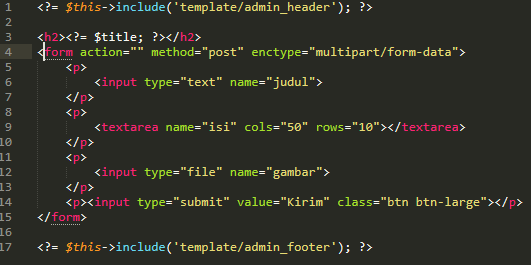 1 <?= $this->include('template/admin_header'); ?>
2
3 <h2><?= $title; ?></h2>
4 <form action="" method="post" enctype="multipart/form-data">
5 <p>
6 <input type="text" name="judul">
7 </p>
8 <p>
9 <textarea name="isi" cols="50" rows="10"></textarea>
10 </p>
11 <p>
12 <input type="file" name="gambar">
13 </p>
14 <p><input type="submit" value="Kirim" class="btn btn-large"></p>
15 </form>
16
17 <?= $this->include('template/admin_footer'); ?>